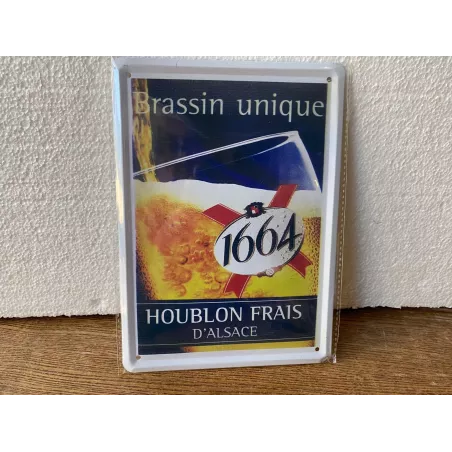 Brassin unique
1664
HOUBLON FRAIS
D'ALSACE